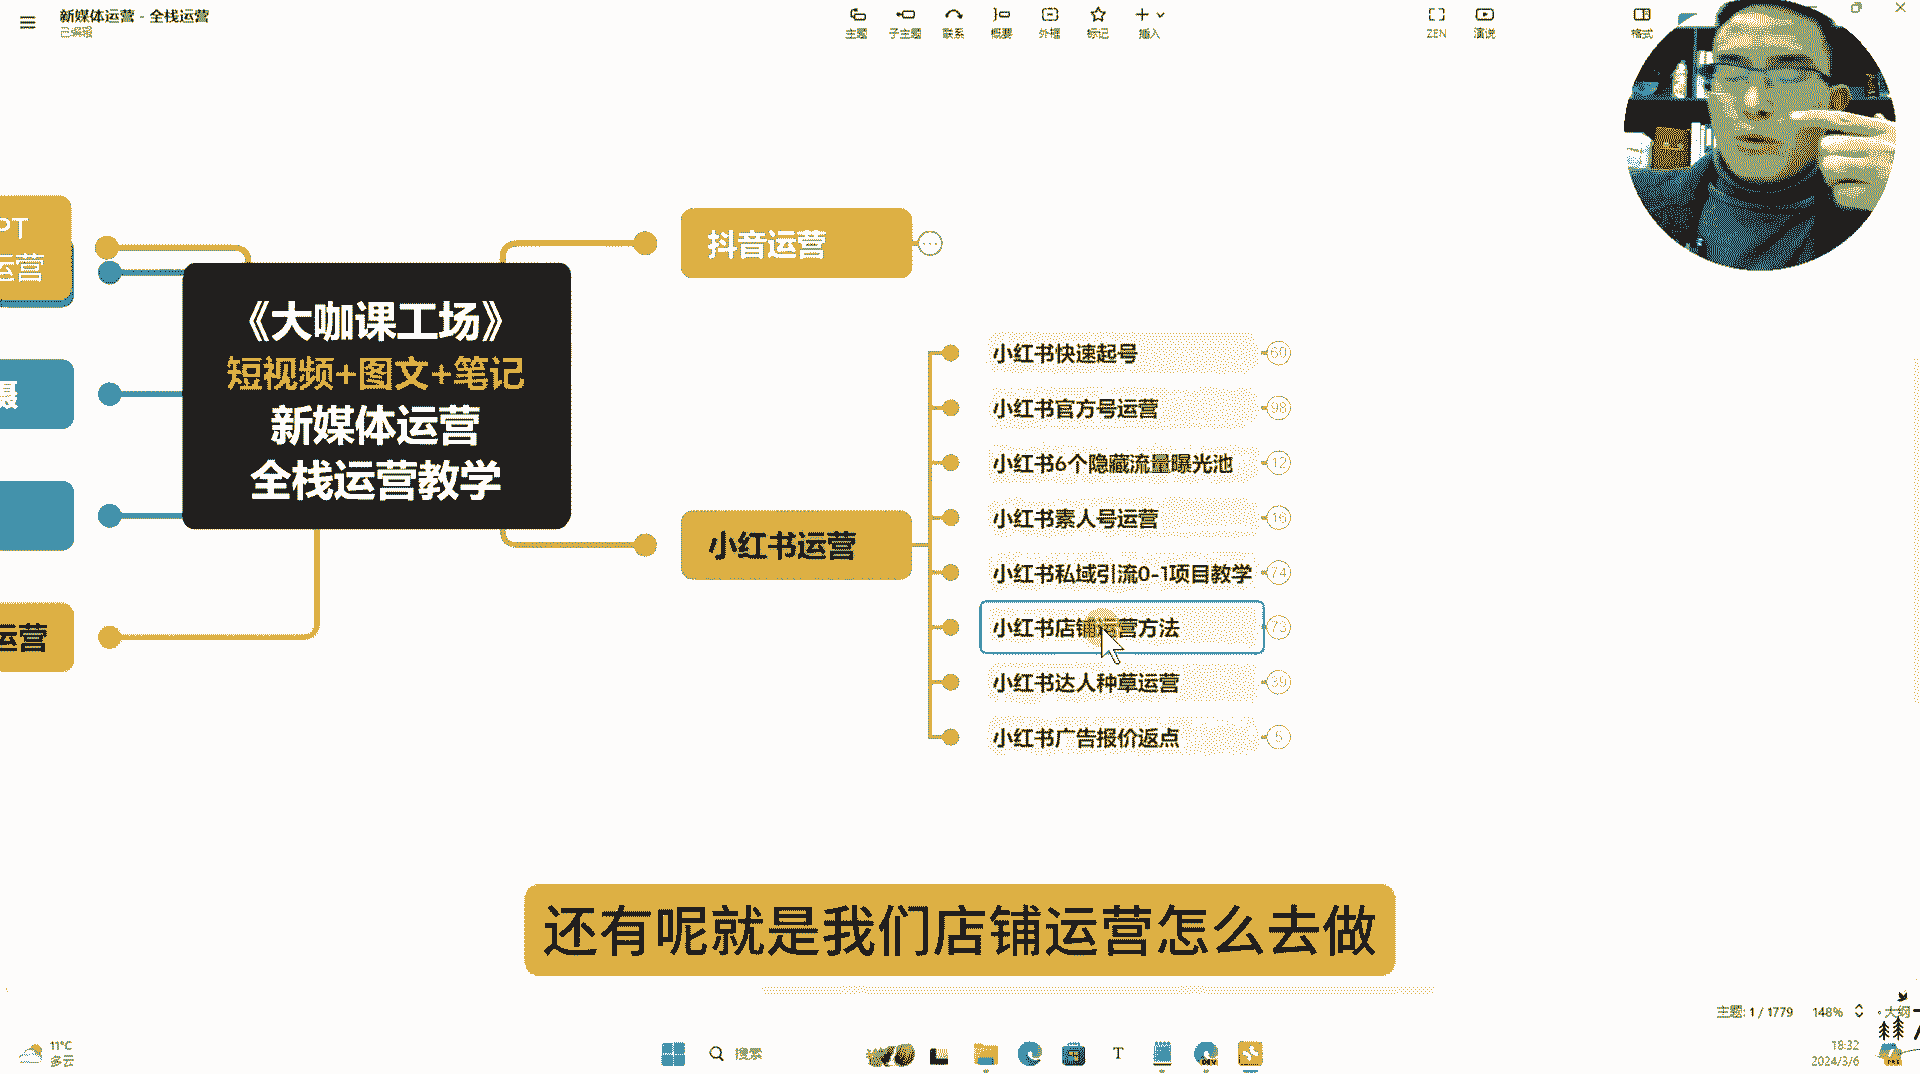 新媒体运营 - 全栈运营
已编辑
主题
子主题
联系
概要
外框
标记
插入
ZEN
演说
格式
PT
运营
摄
运营
《大咖课工场》
短视频+图文+笔记
新媒体运营
全栈运营教学
抖音运营
小红书运营
小红书快速起号 60
小红书官方号运营 98
小红书6个隐藏流量曝光池 12
小红书素人号运营 16
小红书私域引流0-1项目教学 74
小红书店铺运营方法 73
小红书达人种草运营 39
小红书广告报价返点 5
还有呢就是我们店铺运营怎么去做
主题: 1 / 1779
148%
大纲
11°C
多云
搜索
T
DEV
18:32
2024/3/6